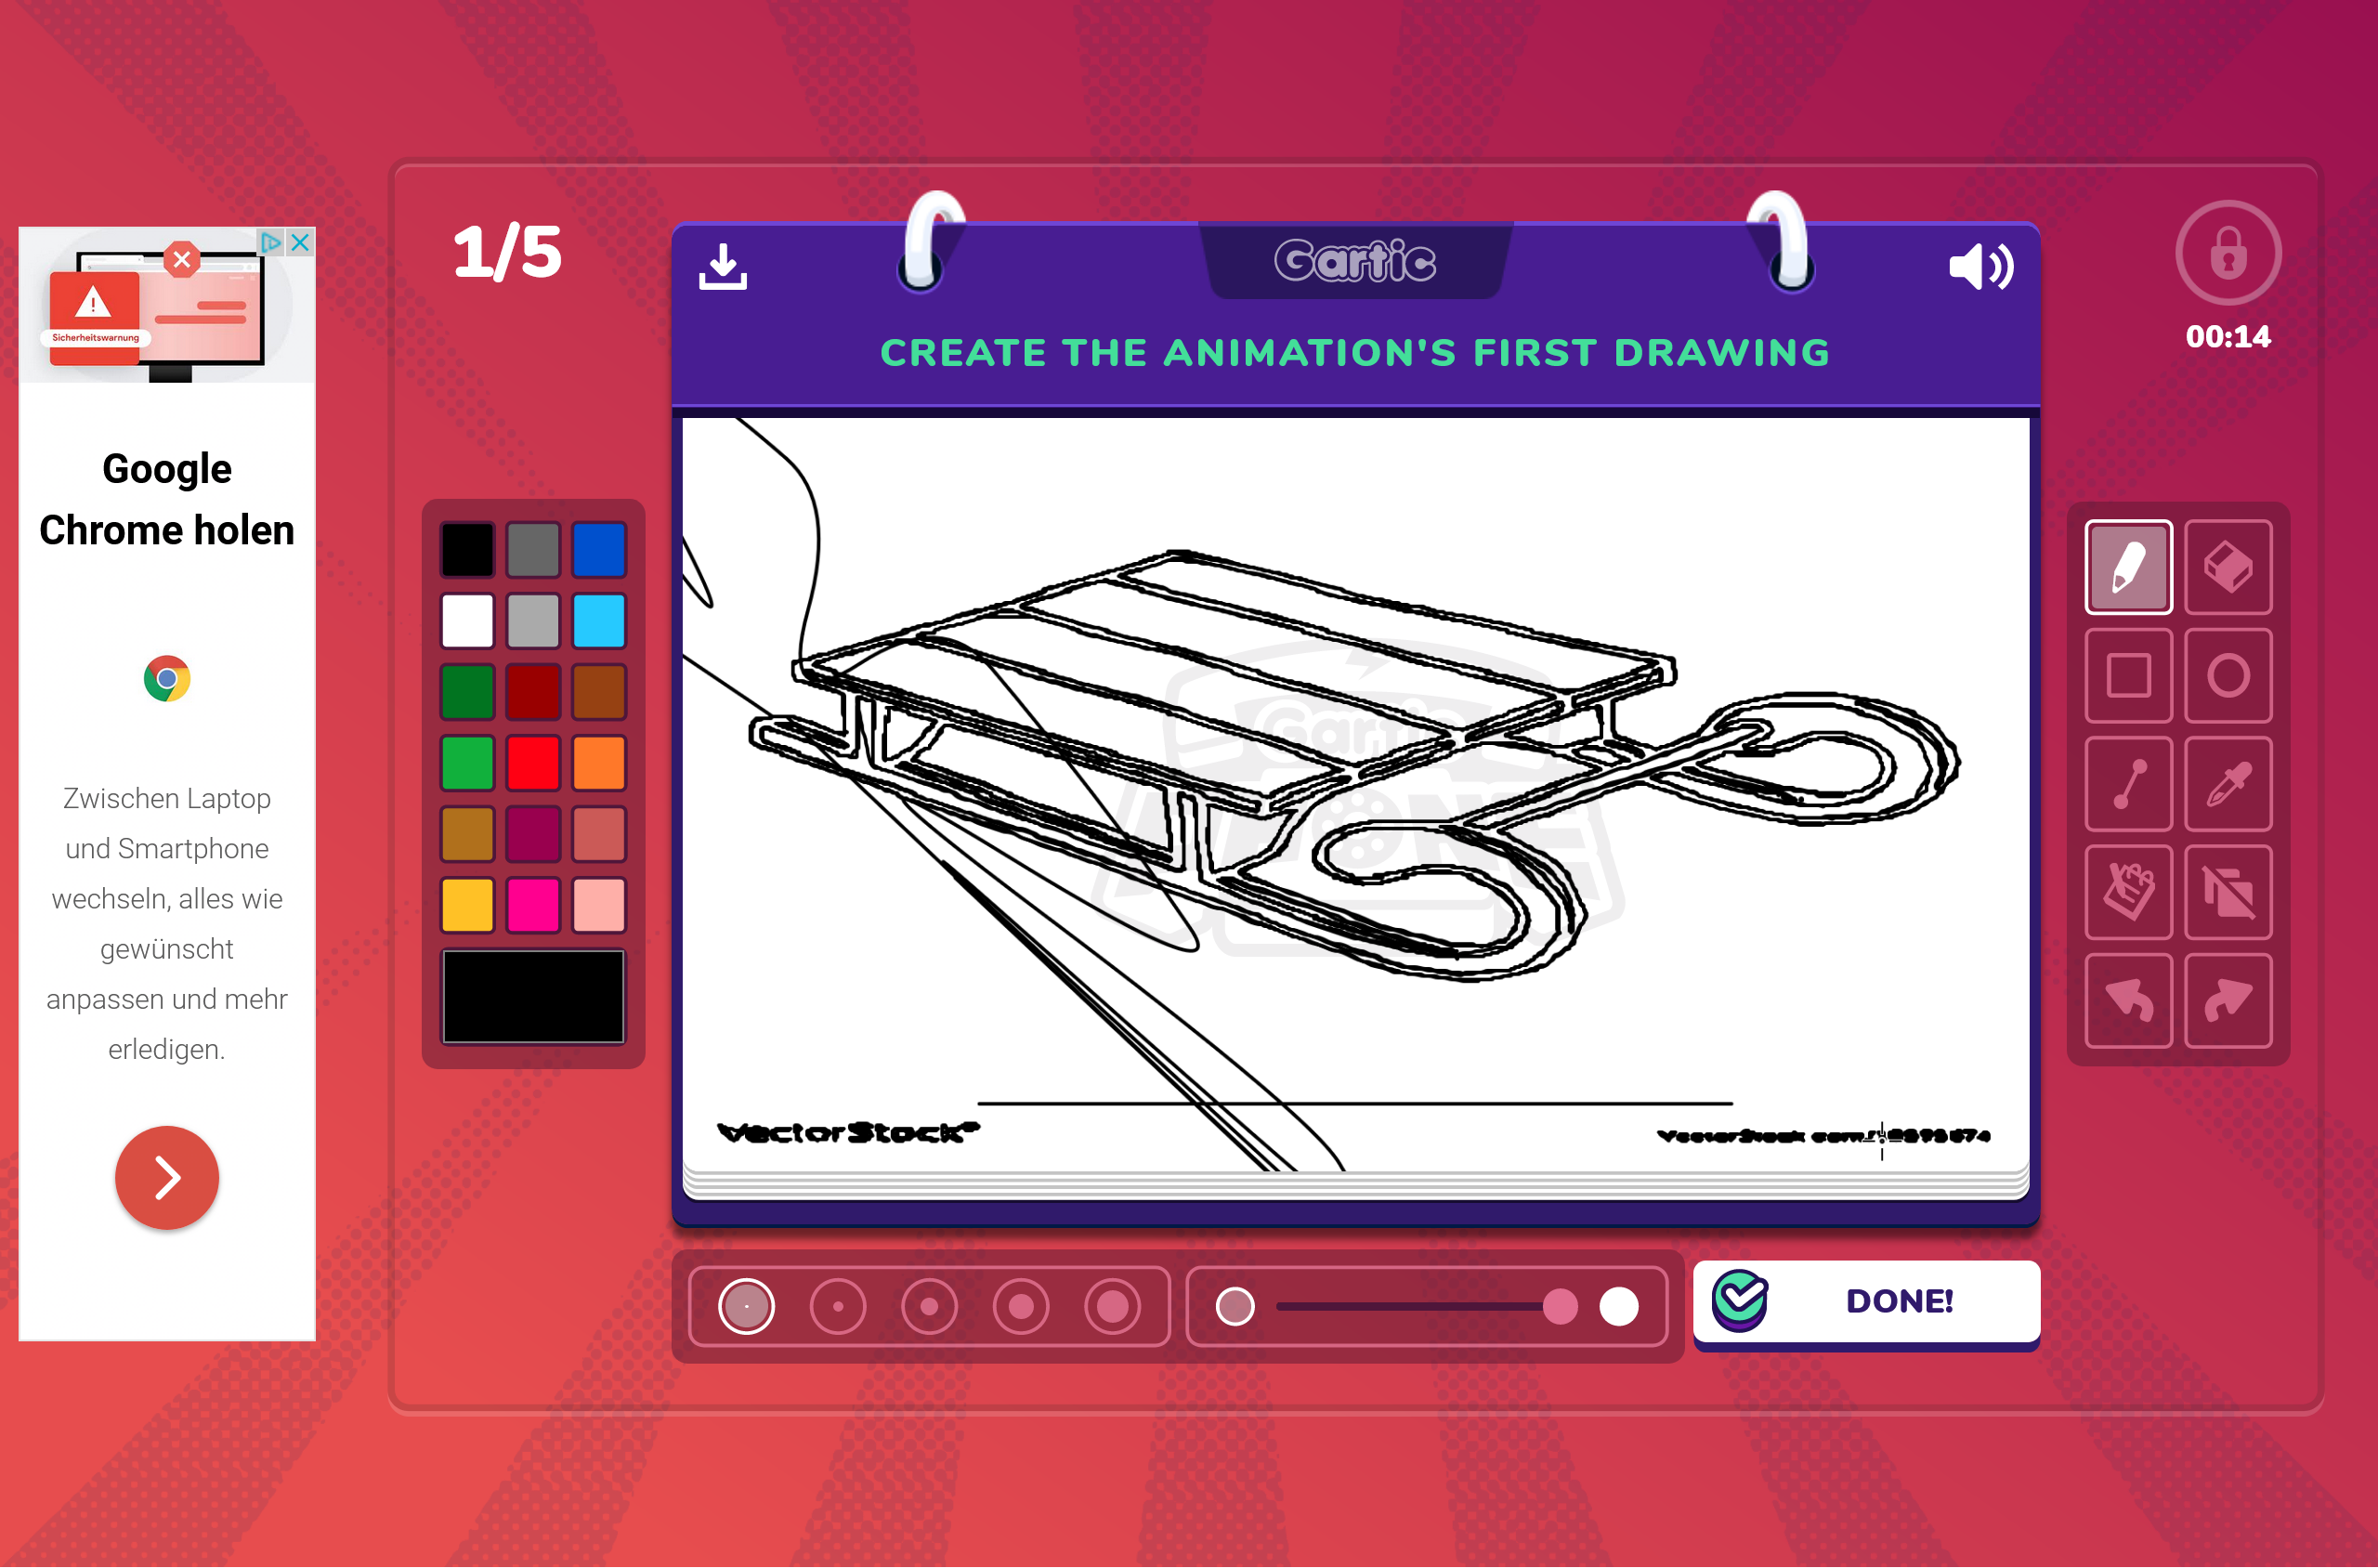 1/5
Gartic
00:14
CREATE THE ANIMATION'S FIRST DRAWING
Sicherheitswarnung
Google
Chrome holen
Zwischen Laptop
und Smartphone
wechseln, alles wie
gewünscht
anpassen und mehr
erledigen.
Gartic
VectorStock®
VectorStock.com/
DONE!